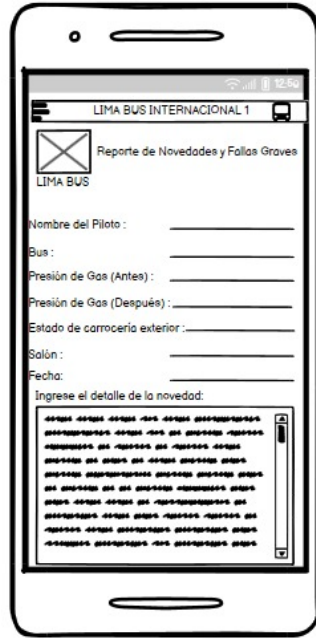 12:50
LIMA BUS INTERNACIONAL 1
Reporte de Novedades y Fallas Graves
LIMA BUS
Nombre del Piloto :
Bus :
Presión de Gas (Antes) :
Presión de Gas (Después) :
Estado de carrocería exterior :
Salón :
Fecha:
Ingrese el detalle de la novedad: